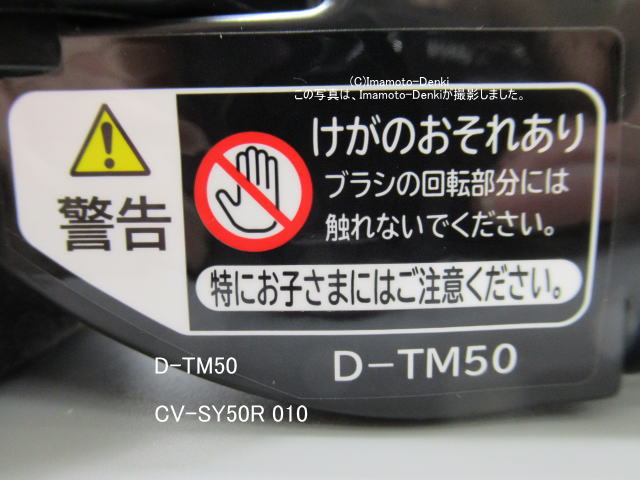 (C)Imamoto-Denki
この写真は、Imamoto-Denkiが撮影しました。
警告
けがのおそれあり
ブラシの回転部分には
触れないでください。
特にお子さまにはご注意ください。
D-TM50
D-TM50
CV-SY50R 010